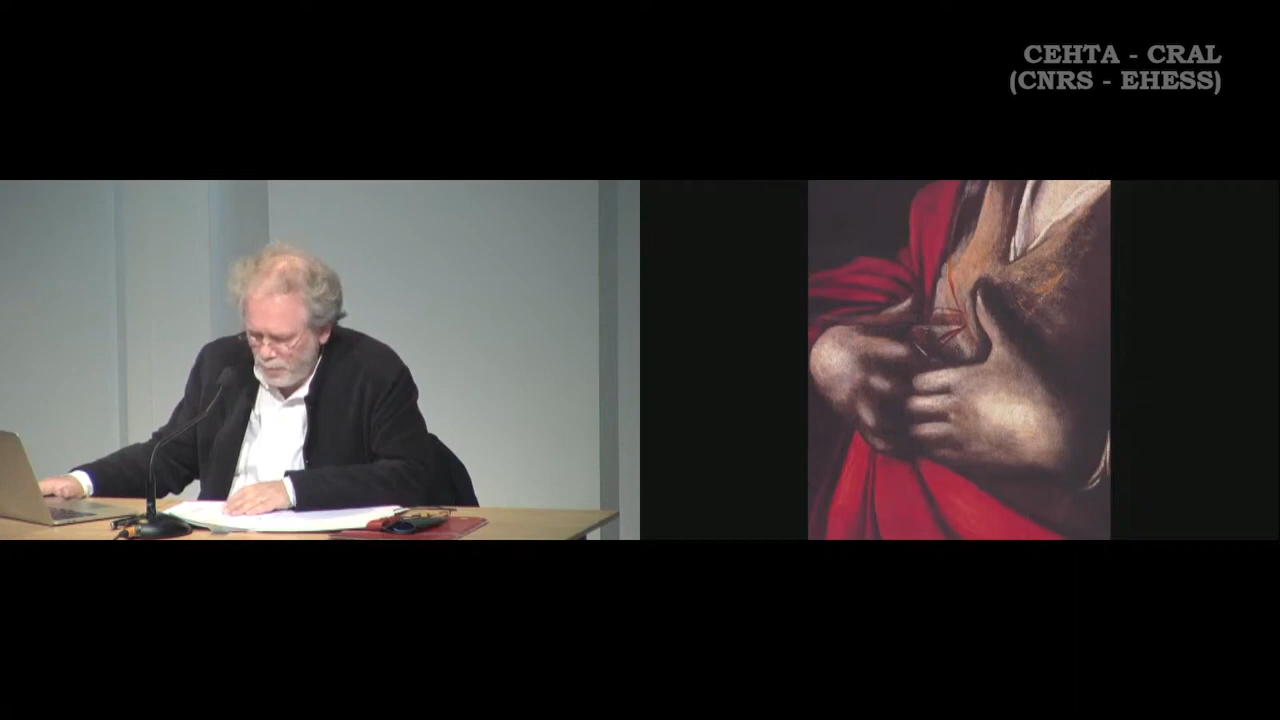 CEHTA - CRAL
(CNRS - EHESS)